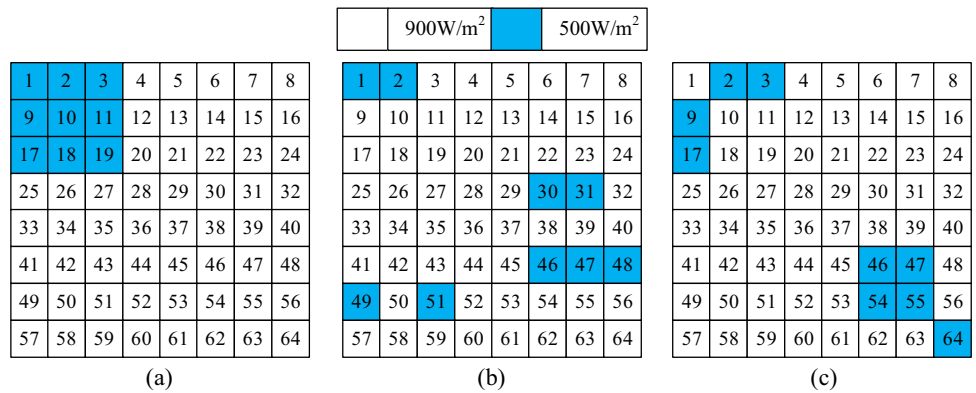 900W/m² 500W/m²
1 2 3 4 5 6 7 8
9 10 11 12 13 14 15 16
17 18 19 20 21 22 23 24
25 26 27 28 29 30 31 32
33 34 35 36 37 38 39 40
41 42 43 44 45 46 47 48
49 50 51 52 53 54 55 56
57 58 59 60 61 62 63 64
(a)
1 2 3 4 5 6 7 8
9 10 11 12 13 14 15 16
17 18 19 20 21 22 23 24
25 26 27 28 29 30 31 32
33 34 35 36 37 38 39 40
41 42 43 44 45 46 47 48
49 50 51 52 53 54 55 56
57 58 59 60 61 62 63 64
(b)
1 2 3 4 5 6 7 8
9 10 11 12 13 14 15 16
17 18 19 20 21 22 23 24
25 26 27 28 29 30 31 32
33 34 35 36 37 38 39 40
41 42 43 44 45 46 47 48
49 50 51 52 53 54 55 56
57 58 59 60 61 62 63 64
(c)